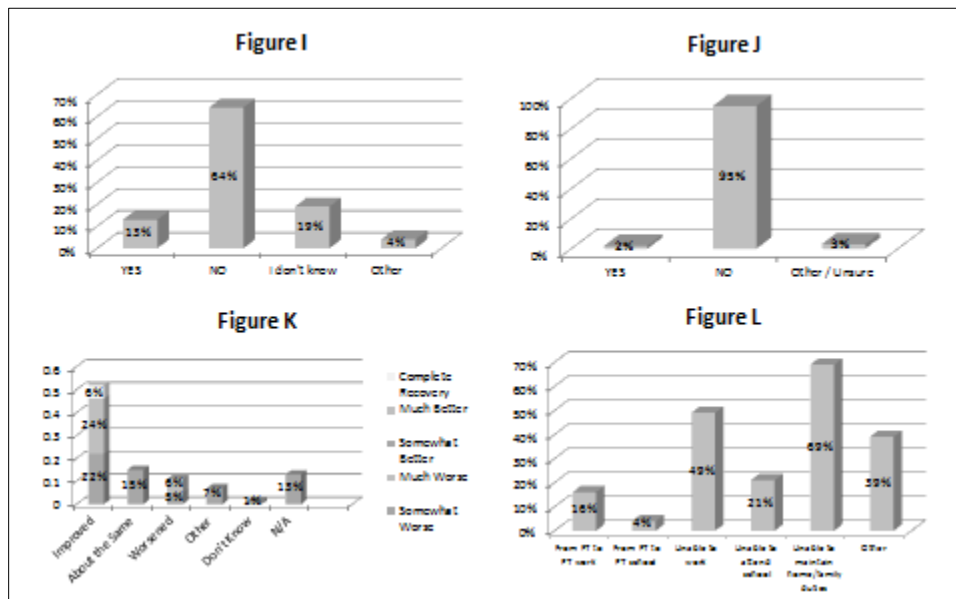 Figure I
70%
60%
50%
40%
30%
20%
10%
0%
13%
64%
19%
4%
YES
NO
I don't know
Other
Figure J
100%
80%
60%
40%
20%
0%
2%
95%
3%
YES
NO
Other / Unsure
Figure K
0.6
0.5
0.4
0.3
0.2
0.1
0
6%
24%
22%
15%
6%
5%
7%
1%
13%
Improved
About the Same
Worsened
Other
Don't Know
N/A
Complete
Recovery
Much Better
Somewhat
Better
Much Worse
Somewhat
Worse
Figure L
70%
60%
50%
40%
30%
20%
10%
0%
16%
4%
49%
21%
69%
39%
From FT to
PT work
From FT to
PT school
Unable to
work
Unable to
attend
school
Unable to
maintain
home/family
duties
Other